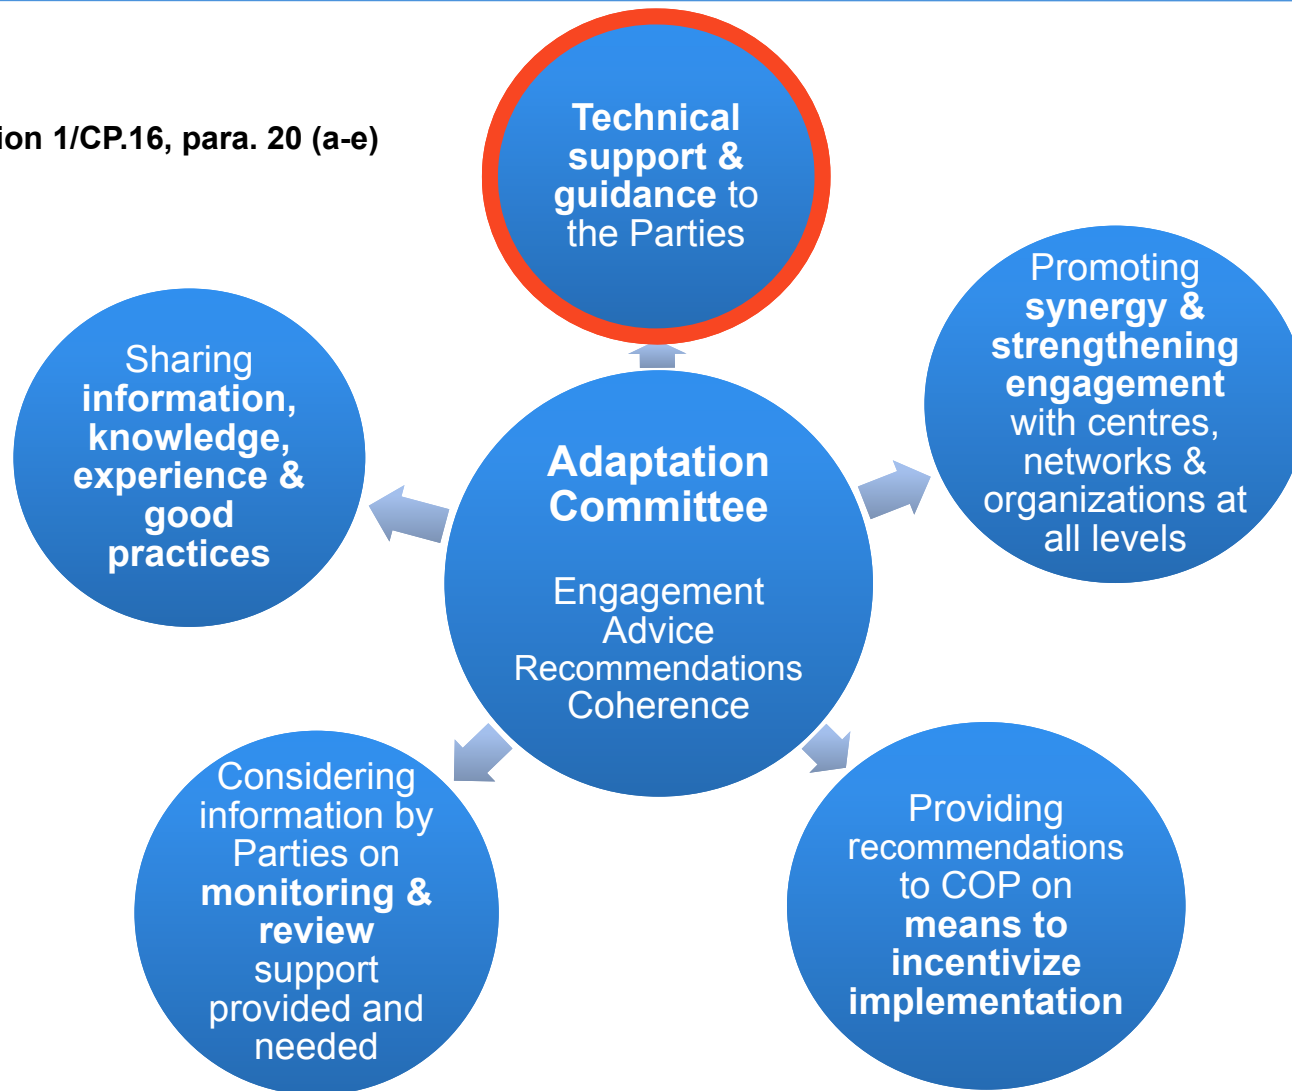 ion 1/CP.16, para. 20 (a-e)
Technical
support &
guidance to
the Parties
Promoting
synergy &
strengthening
engagement
with centres,
networks &
organizations at
all levels
Sharing
information,
knowledge,
experience &
good
practices
Adaptation
Committee
Engagement
Advice
Recommendations
Coherence
Considering
information by
Parties on
monitoring &
review
support
provided and
needed
Providing
recommendations
to COP on
means to
incentivize
implementation